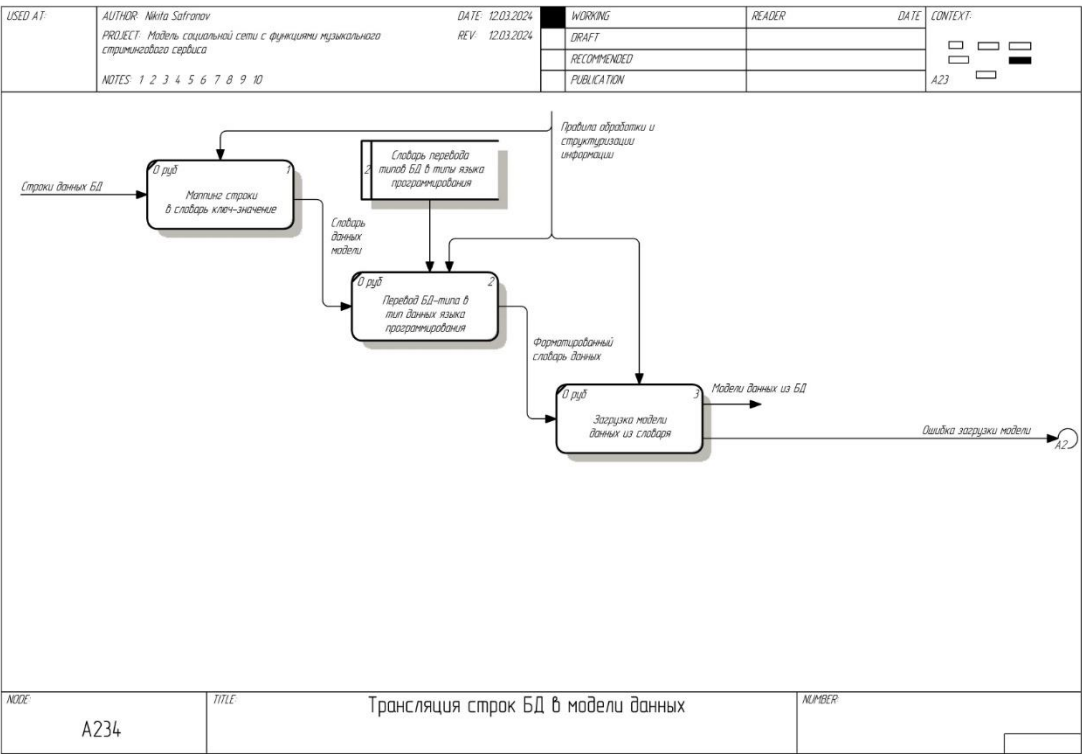 USED AT:
AUTHOR: Nikita Safronov
DATE: 12.03.2024
PROJECT: Модель социальной сети с функциями музыкального
стримингового сервиса
REV: 12.03.2024
NOTES: 1 2 3 4 5 6 7 8 9 10
WORKING
DRAFT
RECOMMENDED
PUBLICATION
READER
DATE
CONTEXT:
A23
Правила обработки и
структуризации
информации
Строки данных БД
0 руб
1
Маппинг строки
в словарь ключ-значение
2
Словарь перевода
типов БД в типы языка
программирования
Словарь
данных
модели
0 руб
2
Перевод БД-типа в
тип данных языка
программирования
Форматированный
словарь данных
0 руб
3
Загрузка модели
данных из словаря
Модели данных из БД
Ошибка загрузки модели
A2
NODE:
A234
TITLE:
Трансляция строк БД в модели данных
NUMBER: